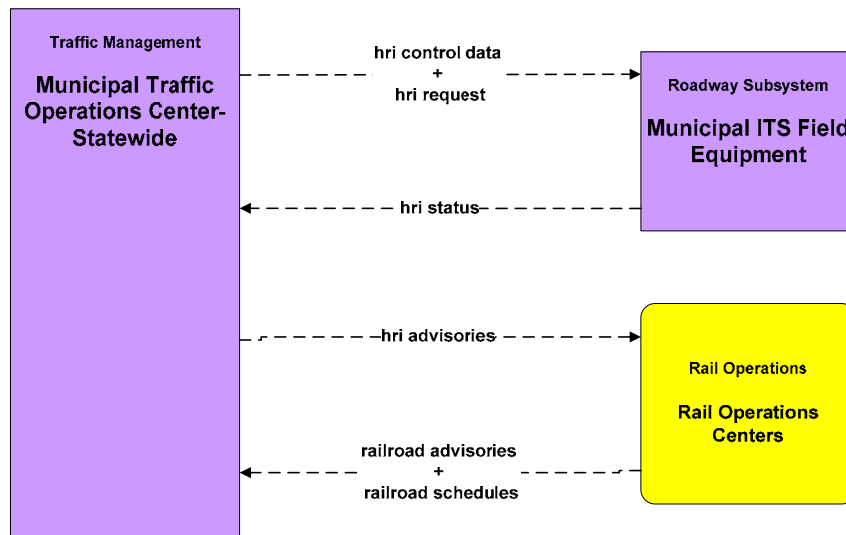 Traffic Management
Municipal Traffic
Operations Center-
Statewide
hri control data
+
hri request
Roadway Subsystem
Municipal ITS Field
Equipment
hri status
hri advisories
Rail Operations
Rail Operations
Centers
railroad advisories
+
railroad schedules